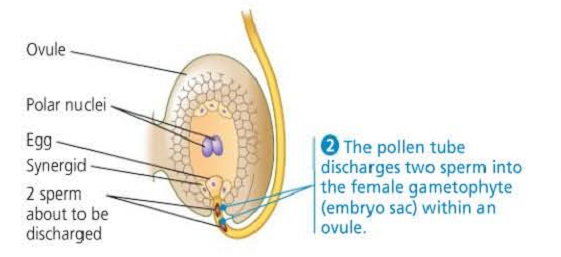 Ovule
Polar nuclei
Egg
Synergid
2 sperm
about to be
discharged
2 The pollen tube
discharges two sperm into
the female gametophyte
(embryo sac) within an
ovule.